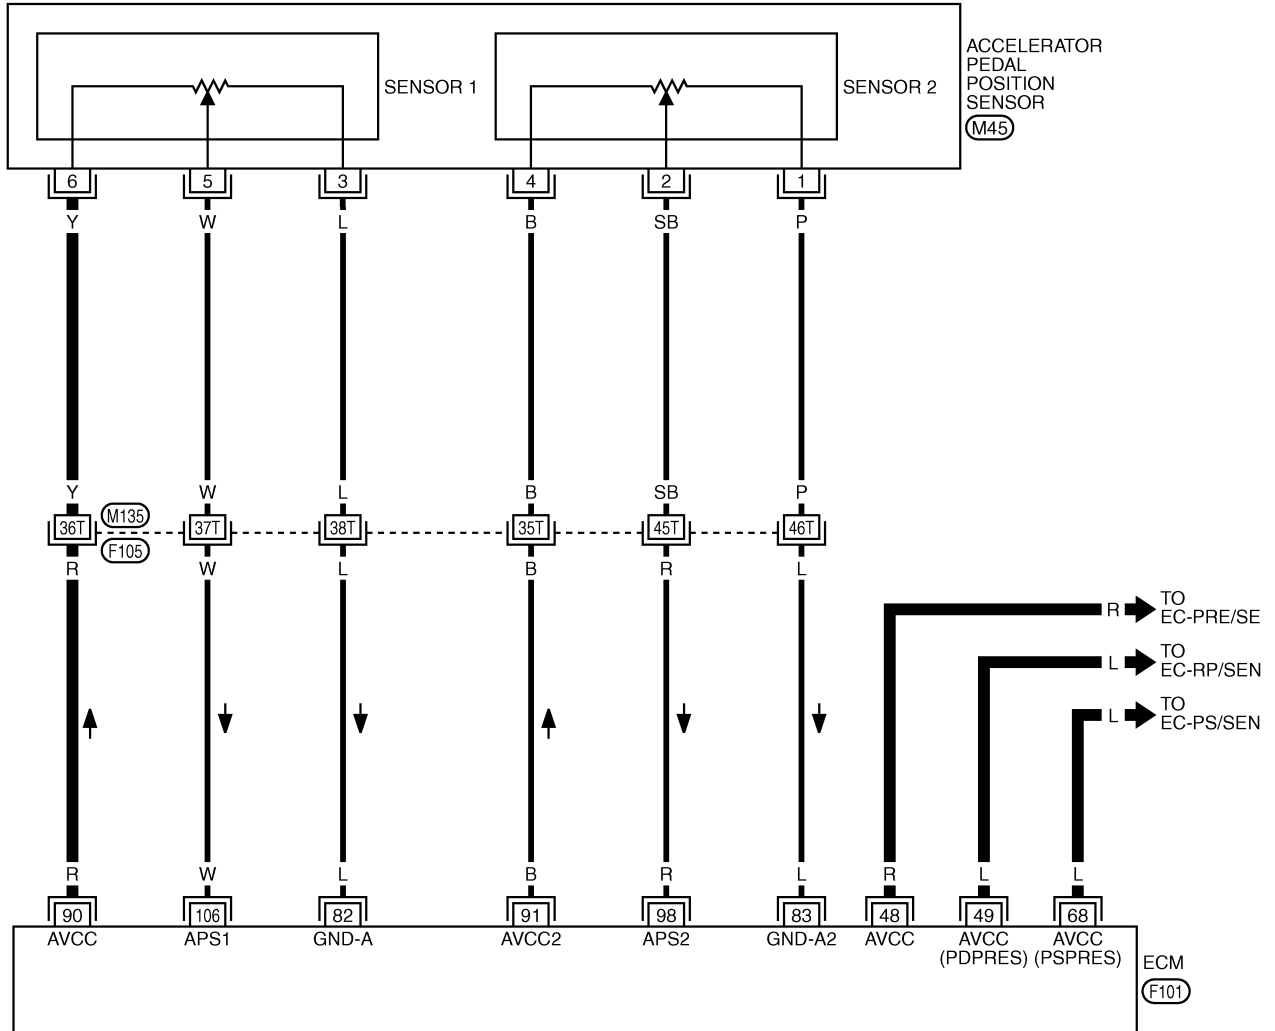 ACCELERATOR
PEDAL
POSITION
SENSOR
M45
SENSOR 1
SENSOR 2
6 5 3 4 2 1
Y W L B SB P
Y W L B SB P
M135
36T 37T 38T 35T 45T 46T
F105
R W L B R L
R TO
EC-PRE/SE
L TO
EC-RP/SEN
L TO
EC-PS/SEN
R W L B R L R L L
90 106 82 91 98 83 48 49 68
AVCC APS1 GND-A AVCC2 APS2 GND-A2 AVCC AVCC AVCC
(PDPRES) (PSPRES)
ECM
F101